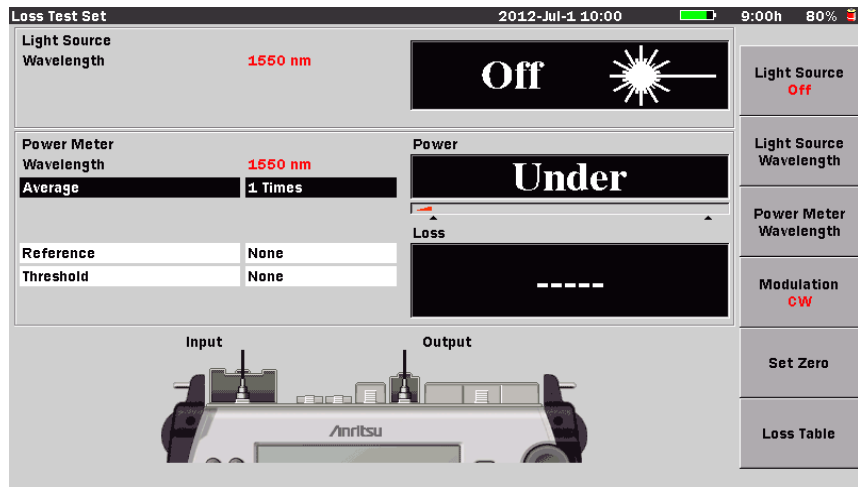 Loss Test Set 2012-Jul-1 10:00 9:00h 80%
Light Source
Wavelength 1550 nm
Off
Power Meter
Wavelength 1550 nm
Average 1 Times
Reference None
Threshold None
Power
Under
Loss
-----
Input Output
Anritsu
Light Source
Off
Light Source
Wavelength
Power Meter
Wavelength
Modulation
CW
Set Zero
Loss Table